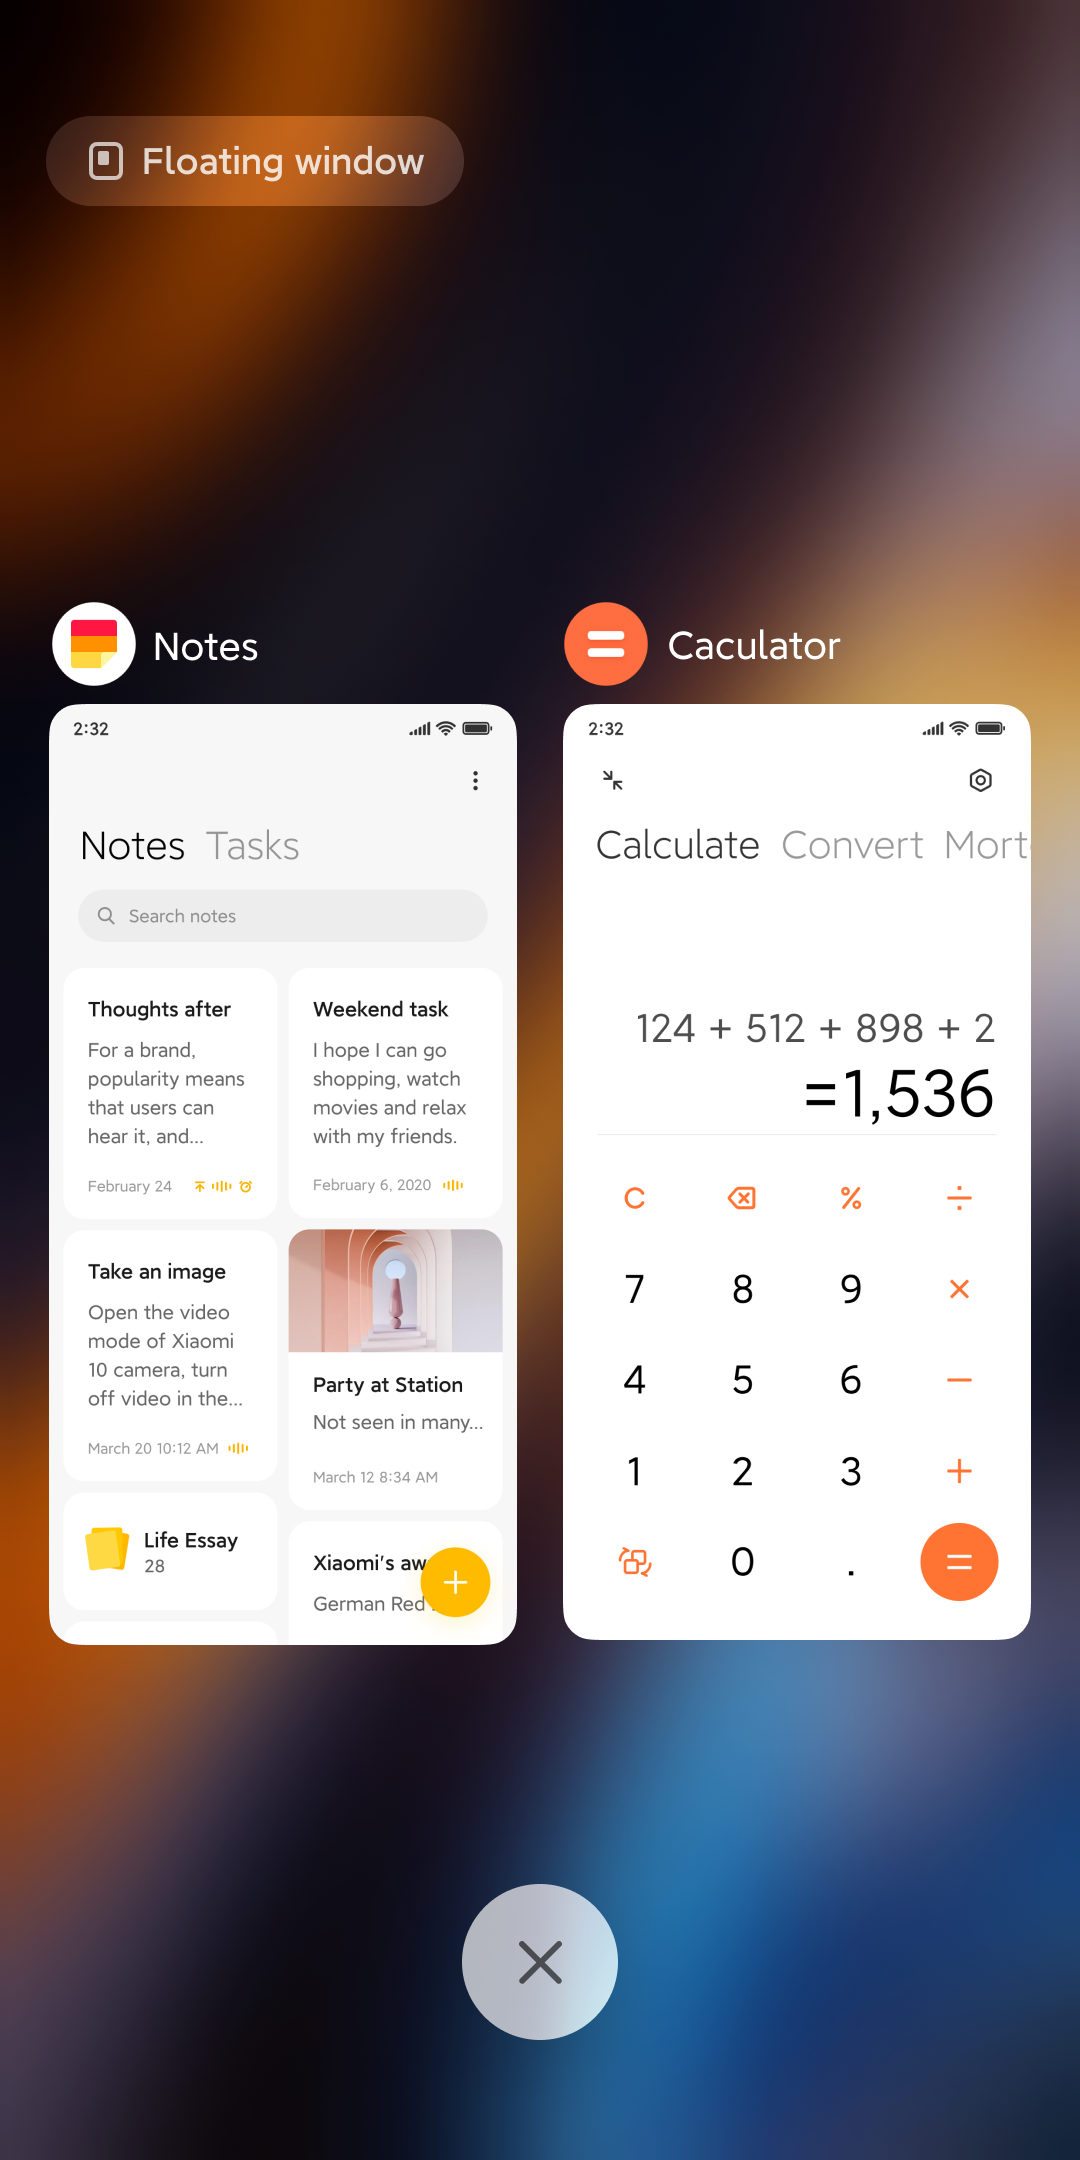 Floating window
Notes
2:32
Notes Tasks
Search notes
Thoughts after
For a brand,
popularity means
that users can
hear it, and...
February 24
Weekend task
I hope I can go
shopping, watch
movies and relax
with my friends.
February 6, 2020
Take an image
Open the video
mode of Xiaomi
10 camera, turn
off video in the...
March 20 10:12 AM
Party at Station
Not seen in many...
March 12 8:34 AM
Life Essay
28
Xiaomi's aw
German Red
Caculator
2:32
Calculate Convert Mort
124 + 512 + 898 + 2
=1,536
C % ÷
7 8 9 ×
4 5 6 −
1 2 3 +
0 . =